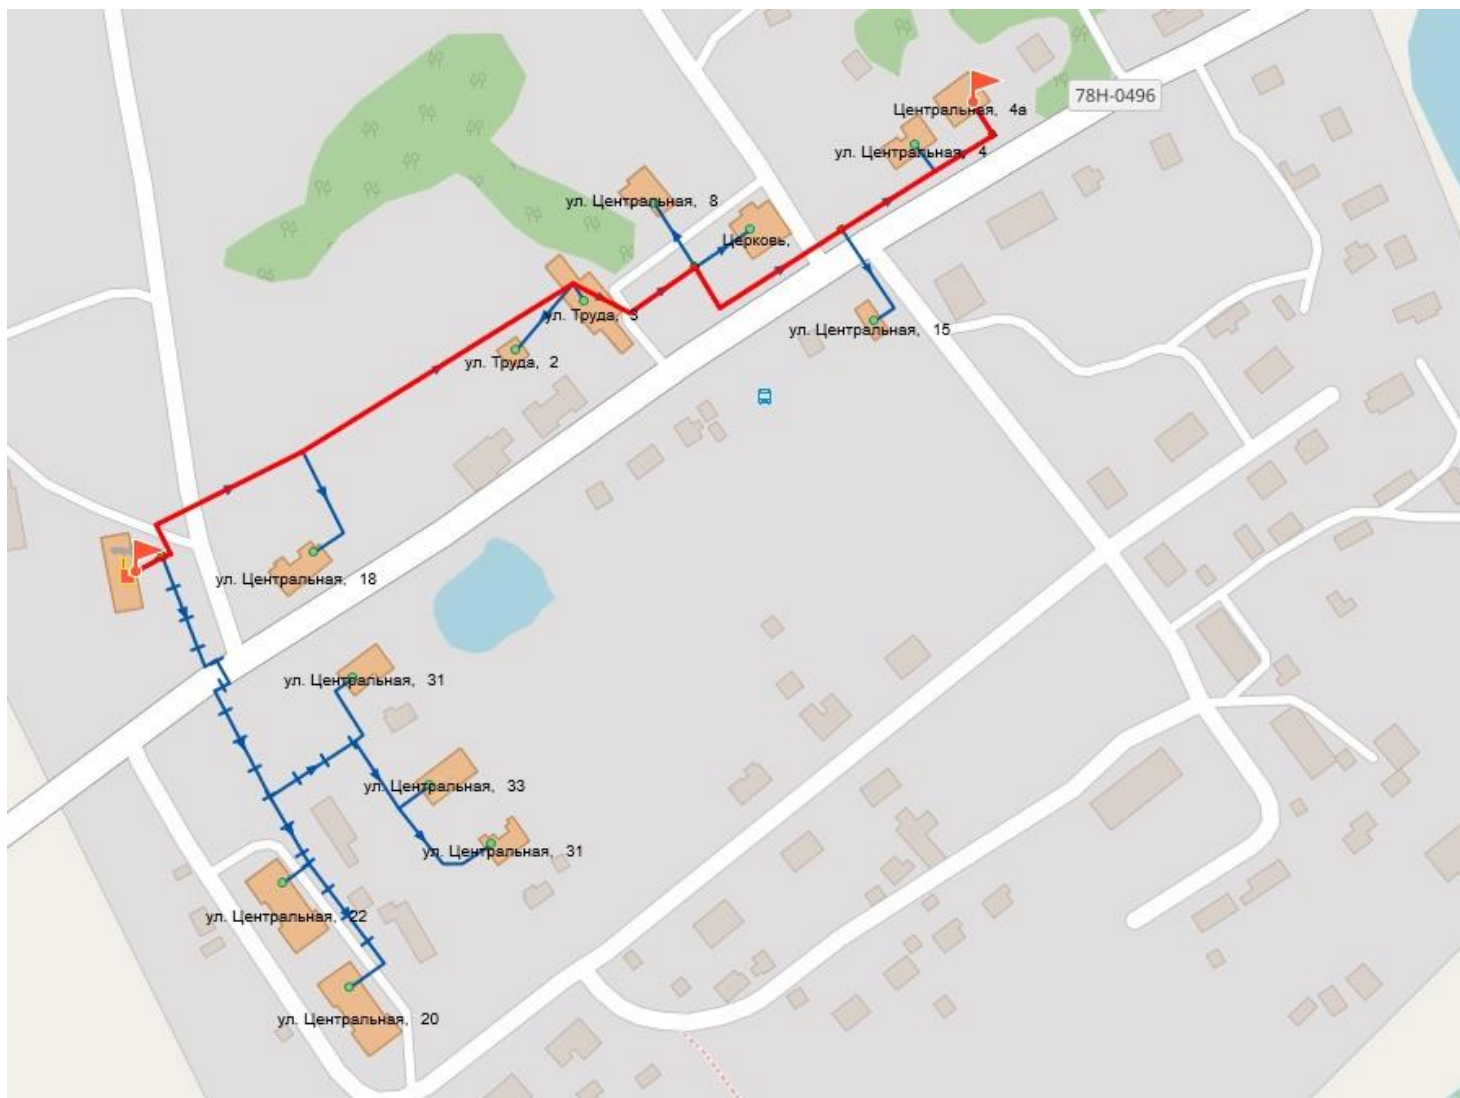 78Н-0496
Центральная, 4а
ул. Центральная, 4
ул. Центральная, 8
Церковь,
ул. Труда, 3
ул. Центральная, 15
ул. Труда, 2
ул. Центральная, 18
ул. Центральная, 31
ул. Центральная, 33
ул. Центральная, 31
ул. Центральная, 22
ул. Центральная, 20